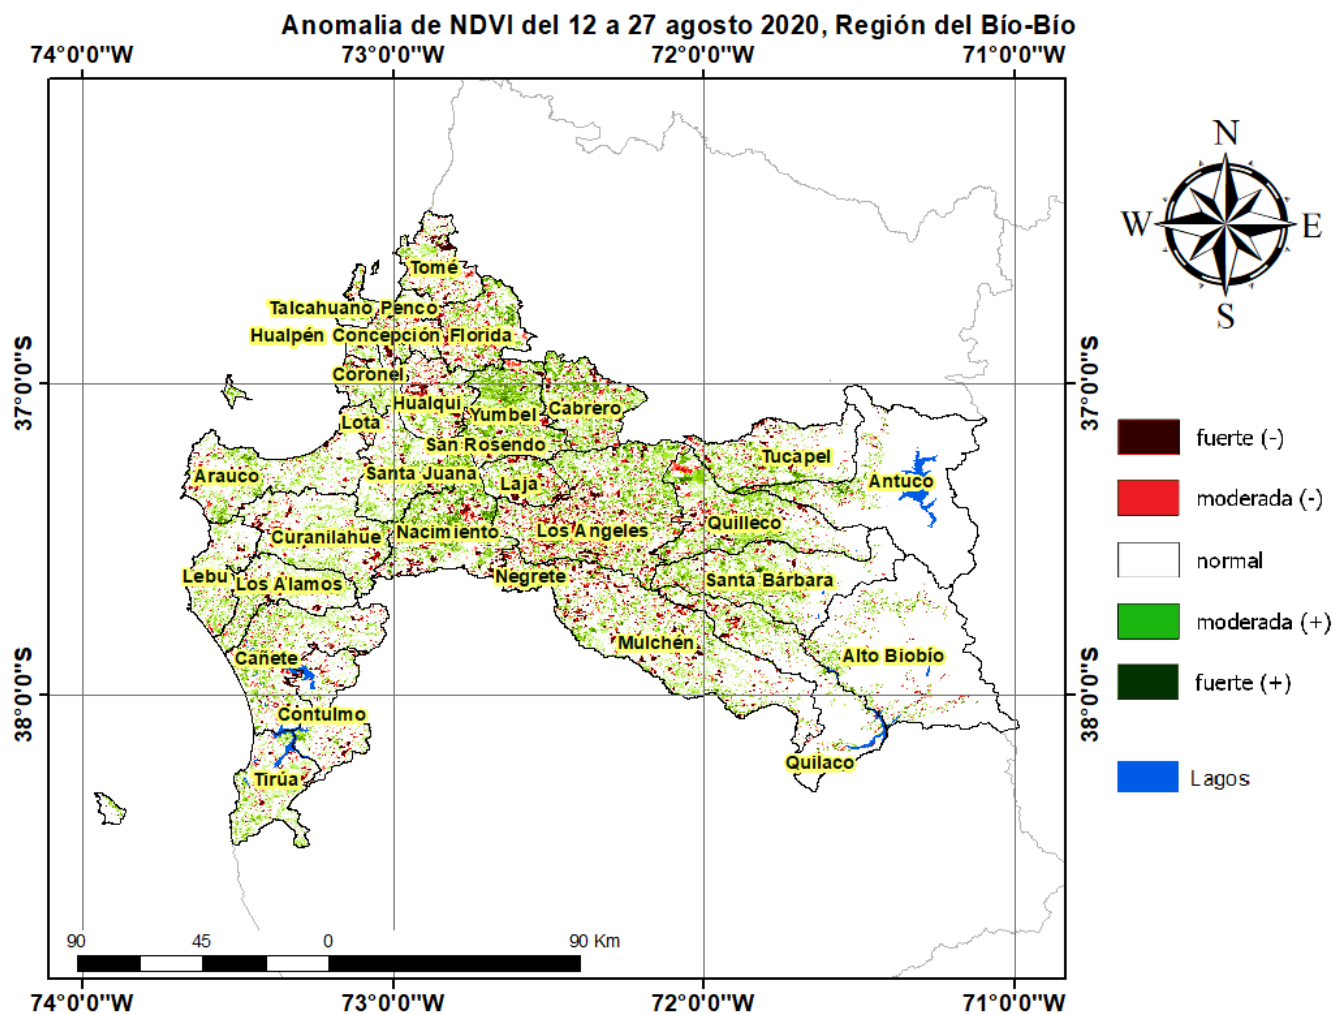 Anomalia de NDVI del 12 a 27 agosto 2020, Región del Bío-Bío
74°0'0"W 73°0'0"W 72°0'0"W 71°0'0"W
N
W E
S
Tomé
Talcahuano Penco
Hualpén Concepción Florida
37°0'0"S 37°0'0"S
Coronel
Hualqui Yumbel Cabrero
Lota
San Rosendo
Tucapel
Arauco Santa Juana Laja Antuco
Curanilahue Nacimiento Los Angeles Quilleco
Lebu Los Alamos Negrete Santa Bárbara
Mulchén
Cañete Alto Biobío
38°0'0"S 38°0'0"S
Contulmo
Quilaco
Tirúa
fuerte (-)
moderada (-)
normal
moderada (+)
fuerte (+)
Lagos
90 45 0 90 Km
74°0'0"W 73°0'0"W 72°0'0"W 71°0'0"W